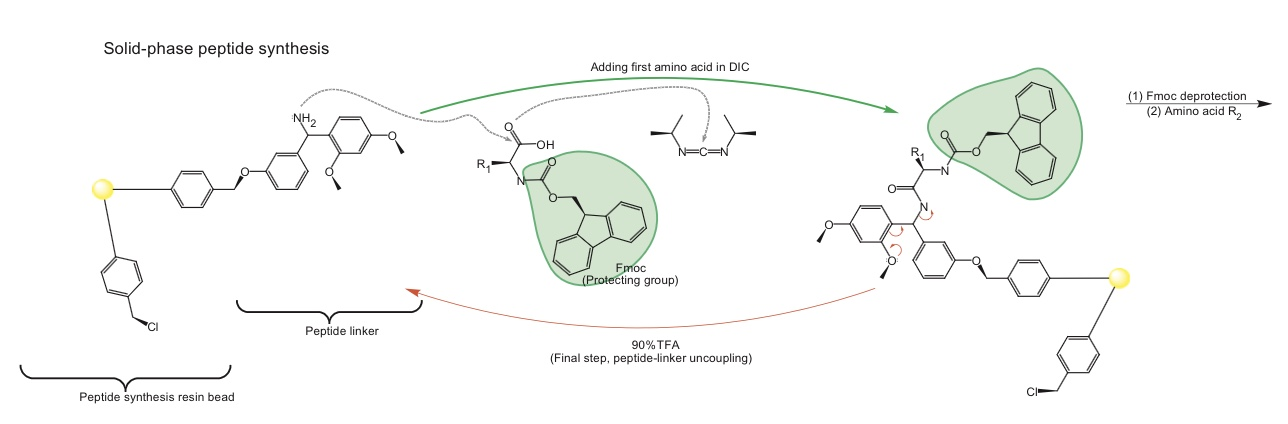 Solid-phase peptide synthesis
Adding first amino acid in DIC
(1) Fmoc deprotection
(2) Amino acid R2
NH2
O
O
O
O
OH
R1
N
O
O
N=C=N
Fmoc
(Protecting group)
Cl
Peptide linker
Peptide synthesis resin bead
90%TFA
(Final step, peptide-linker uncoupling)
R1
O
O
N
O
N
O
O
O
Cl